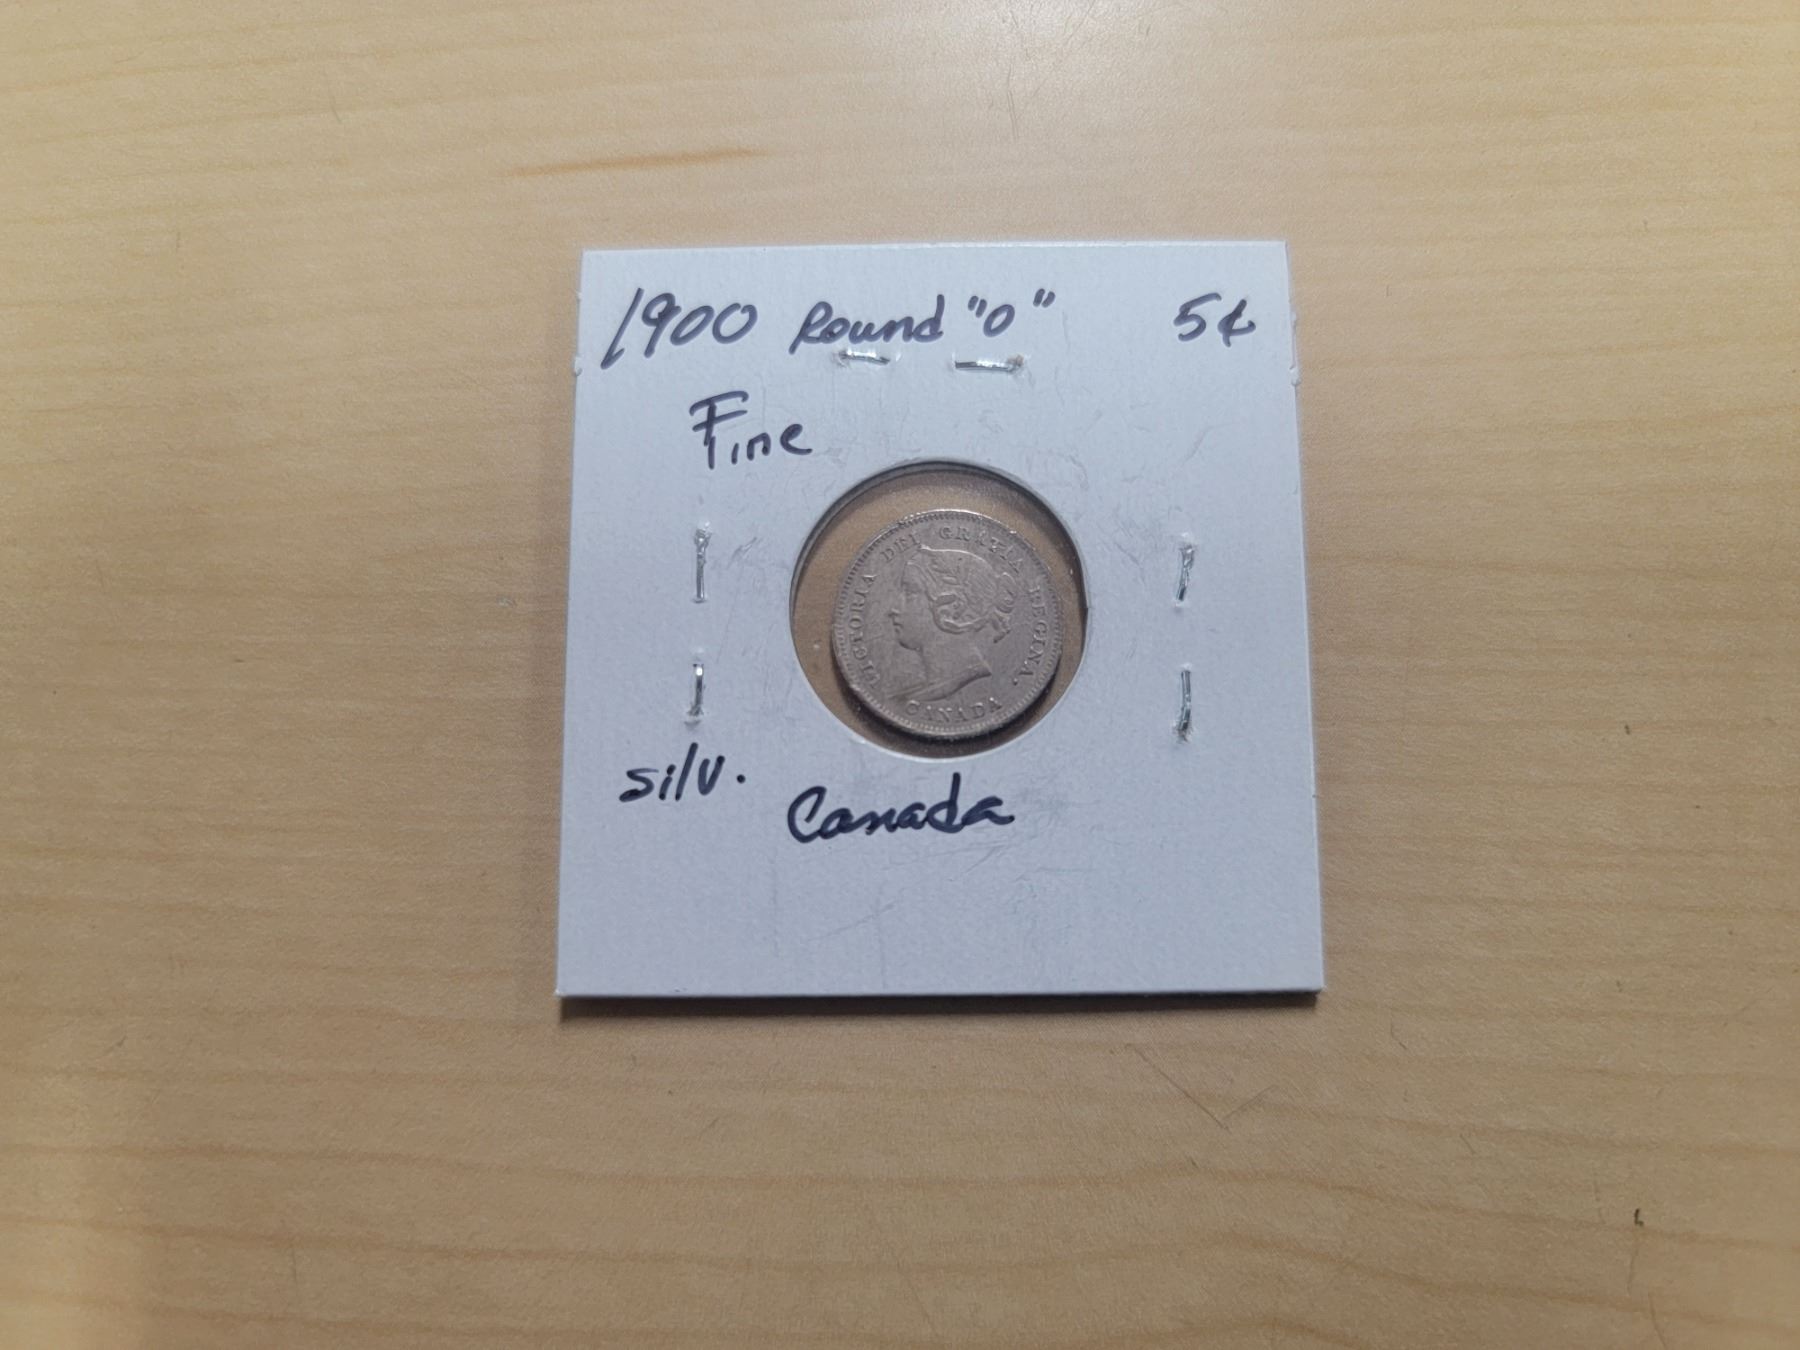 1900 Round "0" 5¢
Fine
VICTORIA DEI GRATIA REGINA.
CANADA
silv.
Canada